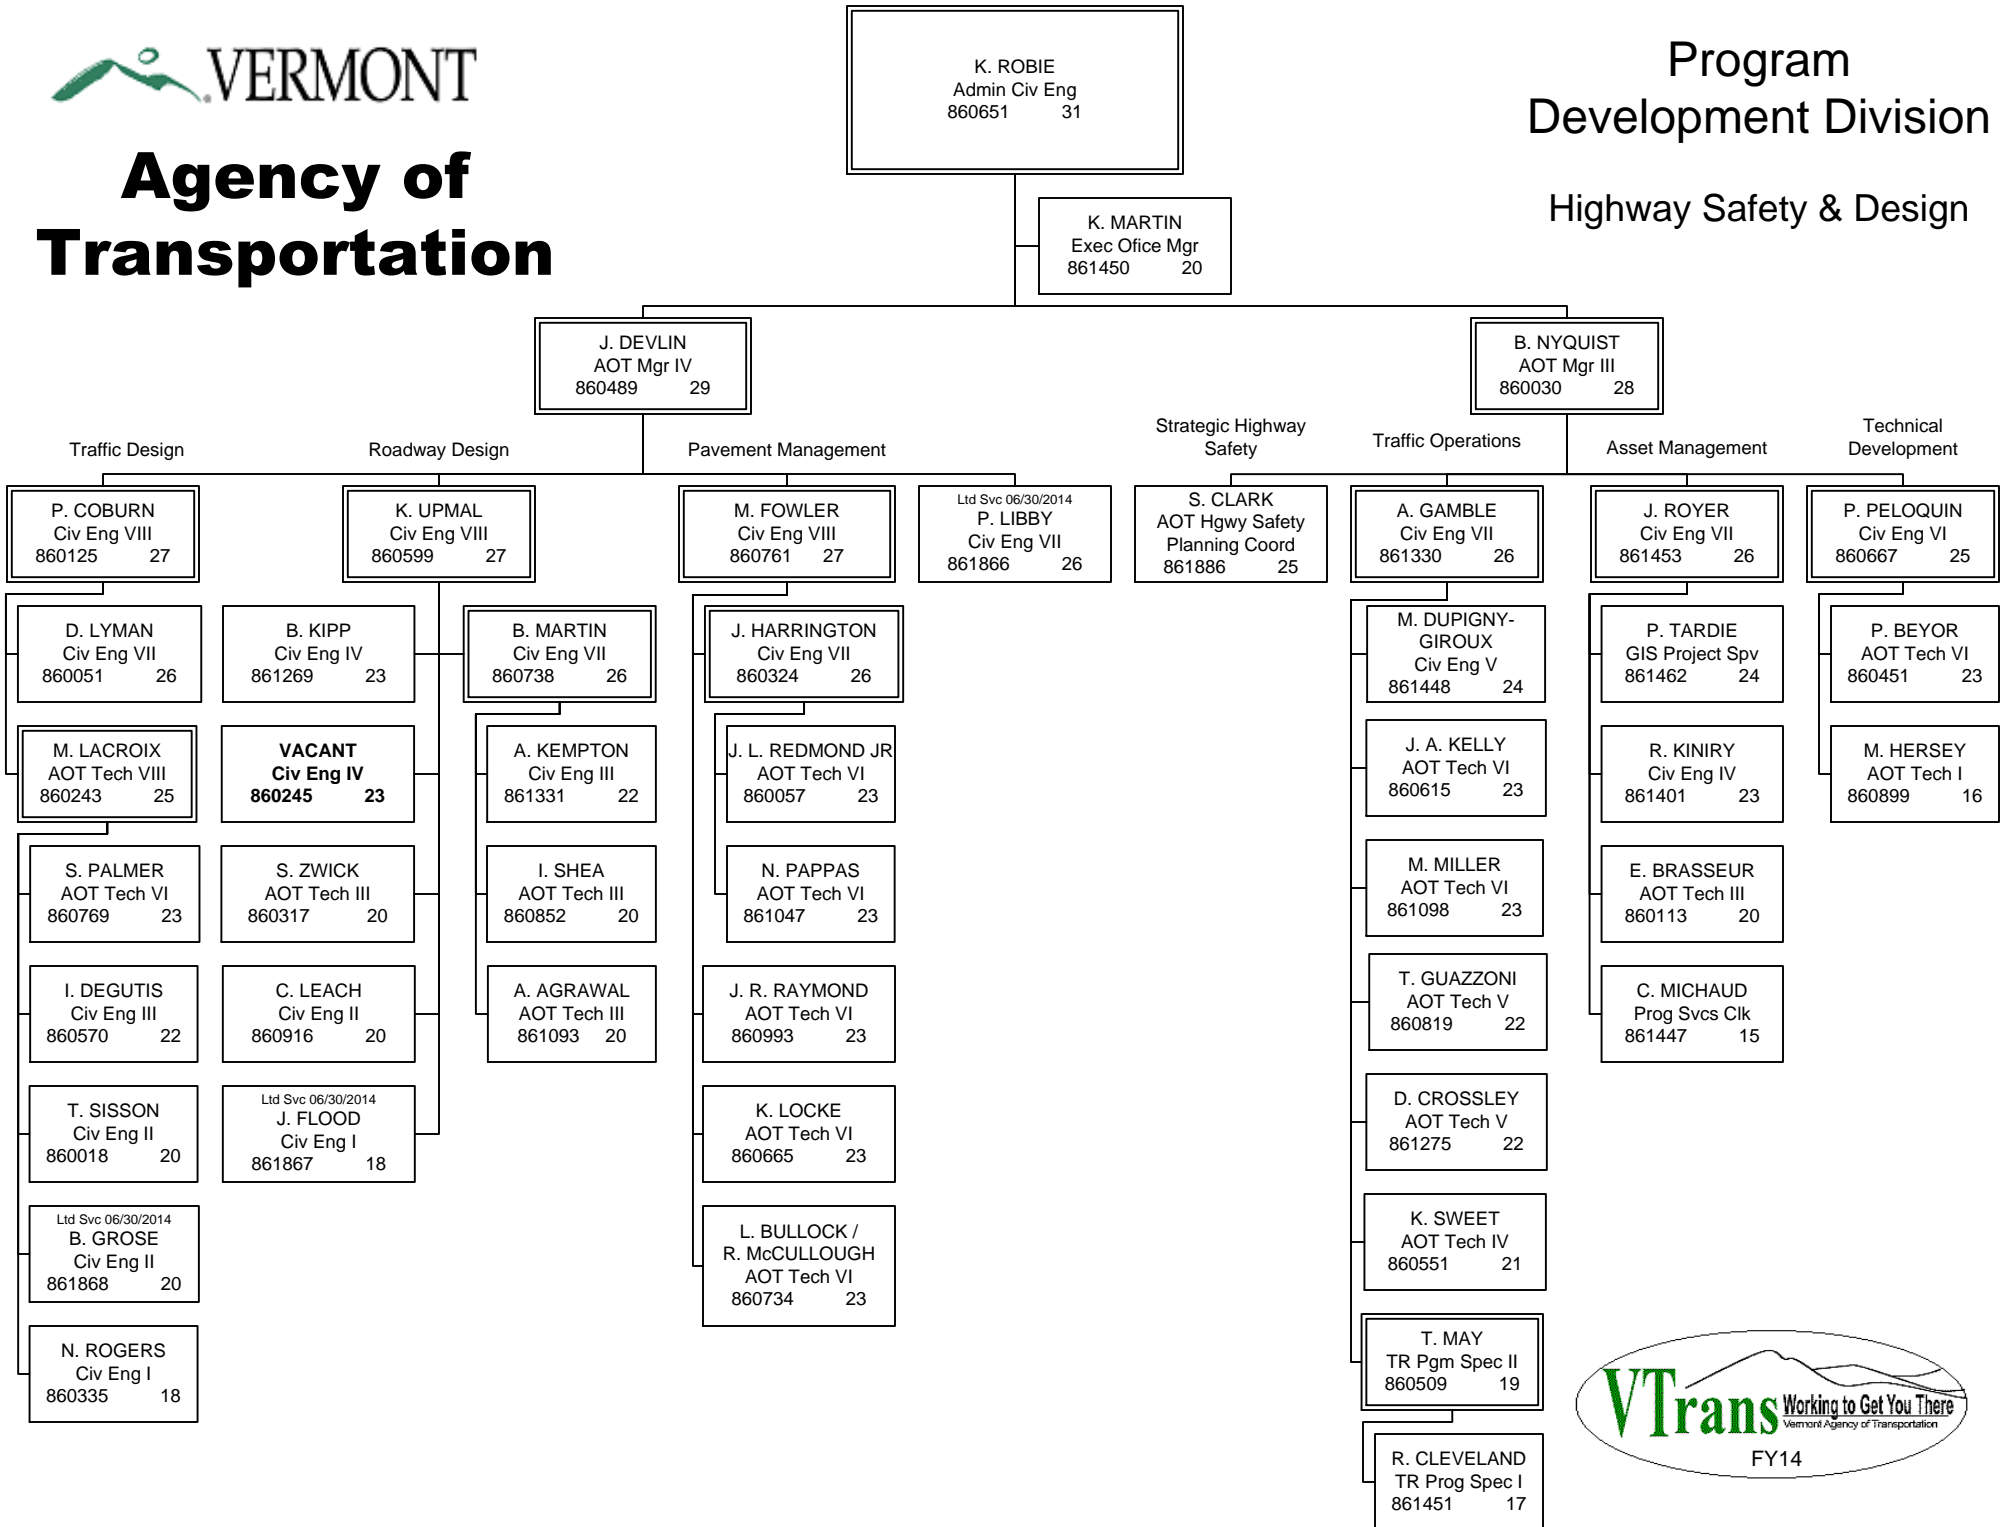 VERMONT
Agency of
Transportation
Program
Development Division
Highway Safety & Design
K. ROBIE
Admin Civ Eng
860651 31
K. MARTIN
Exec Ofice Mgr
861450 20
J. DEVLIN
AOT Mgr IV
860489 29
B. NYQUIST
AOT Mgr III
860030 28
Traffic Design
Roadway Design
Pavement Management
Strategic Highway
Safety
Traffic Operations
Asset Management
Technical
Development
P. COBURN
Civ Eng VIII
860125 27
K. UPMAL
Civ Eng VIII
860599 27
M. FOWLER
Civ Eng VIII
860761 27
Ltd Svc 06/30/2014
P. LIBBY
Civ Eng VII
861866 26
S. CLARK
AOT Hgwy Safety
Planning Coord
861886 25
A. GAMBLE
Civ Eng VII
861330 26
J. ROYER
Civ Eng VII
861453 26
P. PELOQUIN
Civ Eng VI
860667 25
D. LYMAN
Civ Eng VII
860051 26
M. LACROIX
AOT Tech VIII
860243 25
S. PALMER
AOT Tech VI
860769 23
I. DEGUTIS
Civ Eng III
860570 22
T. SISSON
Civ Eng II
860018 20
Ltd Svc 06/30/2014
B. GROSE
Civ Eng II
861868 20
N. ROGERS
Civ Eng I
860335 18
B. KIPP
Civ Eng IV
861269 23
VACANT
Civ Eng IV
860245 23
S. ZWICK
AOT Tech III
860317 20
C. LEACH
Civ Eng II
860916 20
Ltd Svc 06/30/2014
J. FLOOD
Civ Eng I
861867 18
B. MARTIN
Civ Eng VII
860738 26
A. KEMPTON
Civ Eng III
861331 22
I. SHEA
AOT Tech III
860852 20
A. AGRAWAL
AOT Tech III
861093 20
J. HARRINGTON
Civ Eng VII
860324 26
J. L. REDMOND JR
AOT Tech VI
860057 23
N. PAPPAS
AOT Tech VI
861047 23
J. R. RAYMOND
AOT Tech VI
860993 23
K. LOCKE
AOT Tech VI
860665 23
L. BULLOCK /
R. McCULLOUGH
AOT Tech VI
860734 23
M. DUPIGNY-
GIROUX
Civ Eng V
861448 24
J. A. KELLY
AOT Tech VI
860615 23
M. MILLER
AOT Tech VI
861098 23
T. GUAZZONI
AOT Tech V
860819 22
D. CROSSLEY
AOT Tech V
861275 22
K. SWEET
AOT Tech IV
860551 21
T. MAY
TR Pgm Spec II
860509 19
R. CLEVELAND
TR Prog Spec I
861451 17
P. TARDIE
GIS Project Spv
861462 24
R. KINIRY
Civ Eng IV
861401 23
E. BRASSEUR
AOT Tech III
860113 20
C. MICHAUD
Prog Svcs Clk
861447 15
P. BEYOR
AOT Tech VI
860451 23
M. HERSEY
AOT Tech I
860899 16
VTrans Working to Get You There
Vermont Agency of Transportation
FY14